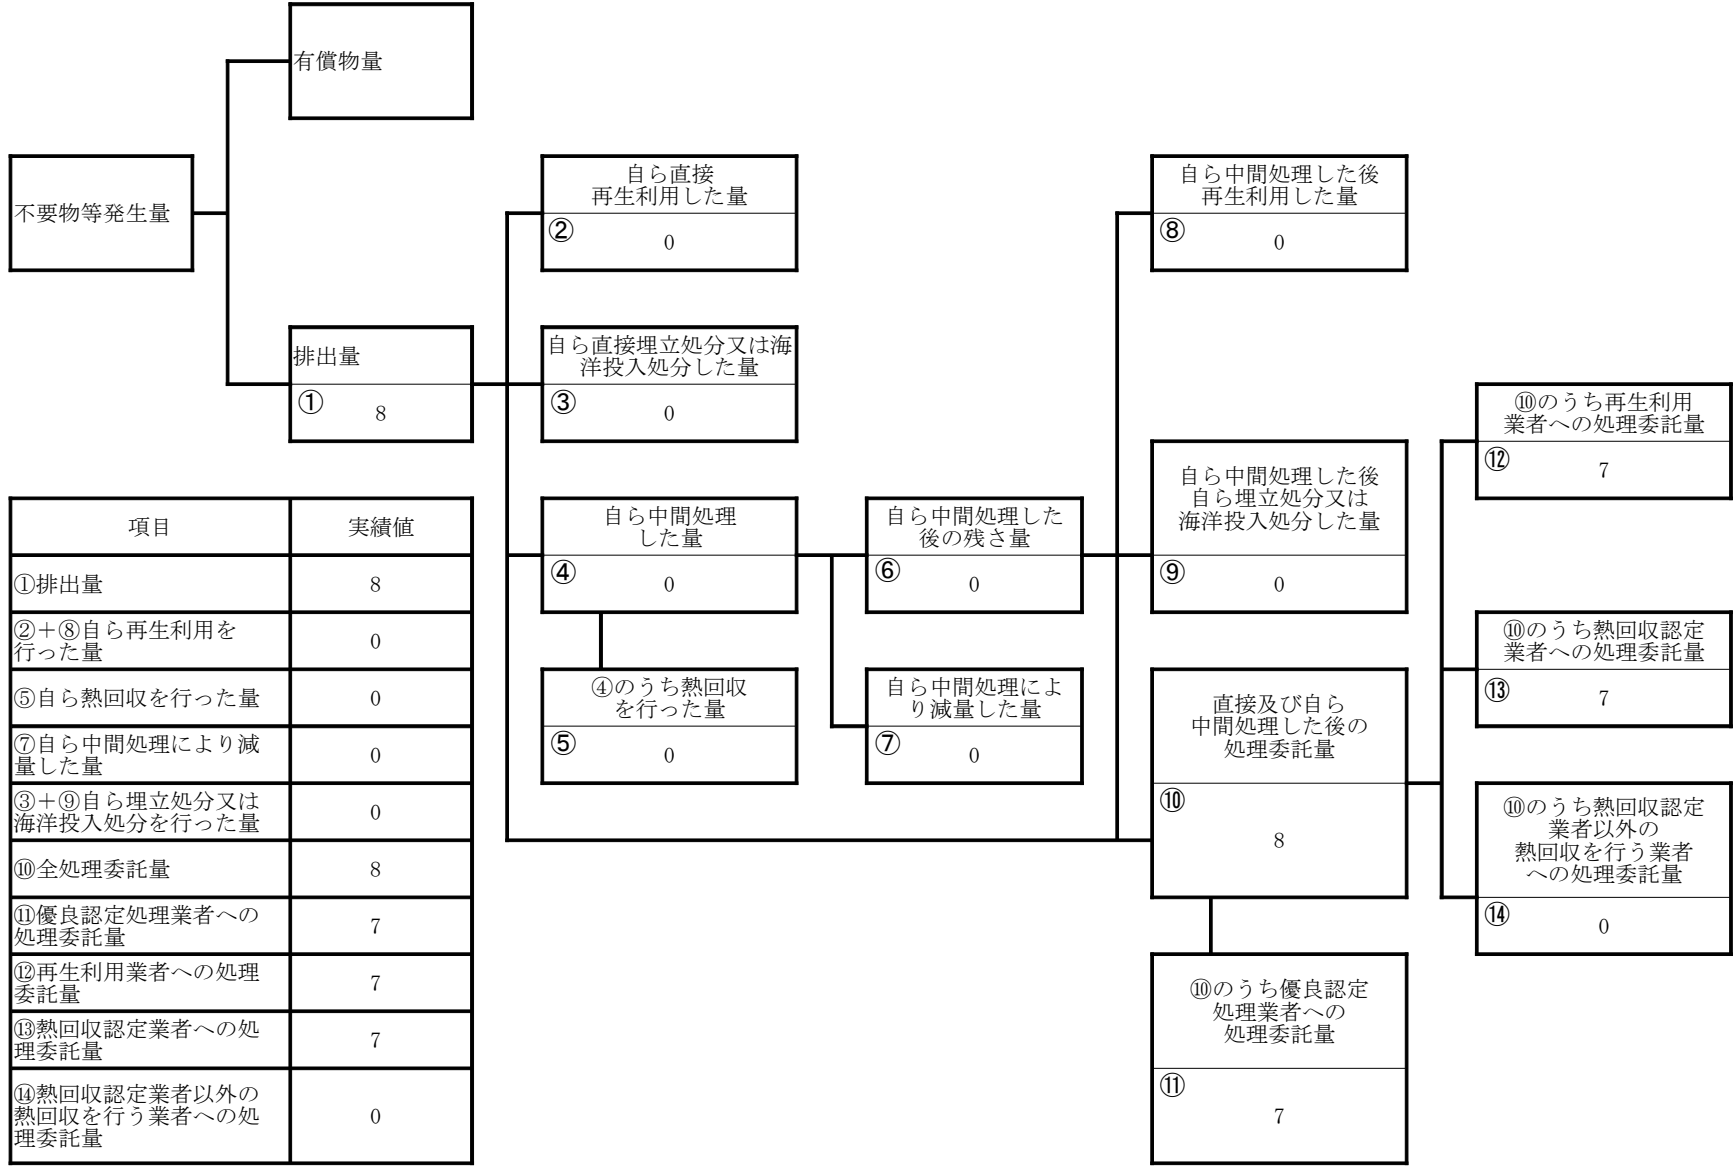 有償物量
不要物等発生量
自ら直接
再生利用した量
②
0
自ら中間処理した後
再生利用した量
⑧
0
排出量
①
8
自ら直接埋立処分又は海
洋投入処分した量
③
0
⑩のうち再生利用
業者への処理委託量
⑫
7
自ら中間処理
した量
④
0
自ら中間処理した
後の残さ量
⑥
0
自ら中間処理した後
自ら埋立処分又は
海洋投入処分した量
⑨
0
⑩のうち熱回収認定
業者への処理委託量
⑬
7
④のうち熱回収
を行った量
⑤
0
自ら中間処理によ
り減量した量
⑦
0
直接及び自ら
中間処理した後の
処理委託量
⑩
8
⑩のうち熱回収認定
業者以外の
熱回収を行う業者
への処理委託量
⑭
0
⑩のうち優良認定
処理業者への
処理委託量
⑪
7
項目 実績値
①排出量 8
②+⑧自ら再生利用を
行った量 0
⑤自ら熱回収を行った量 0
⑦自ら中間処理により減
量した量 0
③+⑨自ら埋立処分又は
海洋投入処分を行った量 0
⑩全処理委託量 8
⑪優良認定処理業者への
処理委託量 7
⑫再生利用業者への処理
委託量 7
⑬熱回収認定業者への処
理委託量 7
⑭熱回収認定業者以外の
熱回収を行う業者への処
理委託量 0